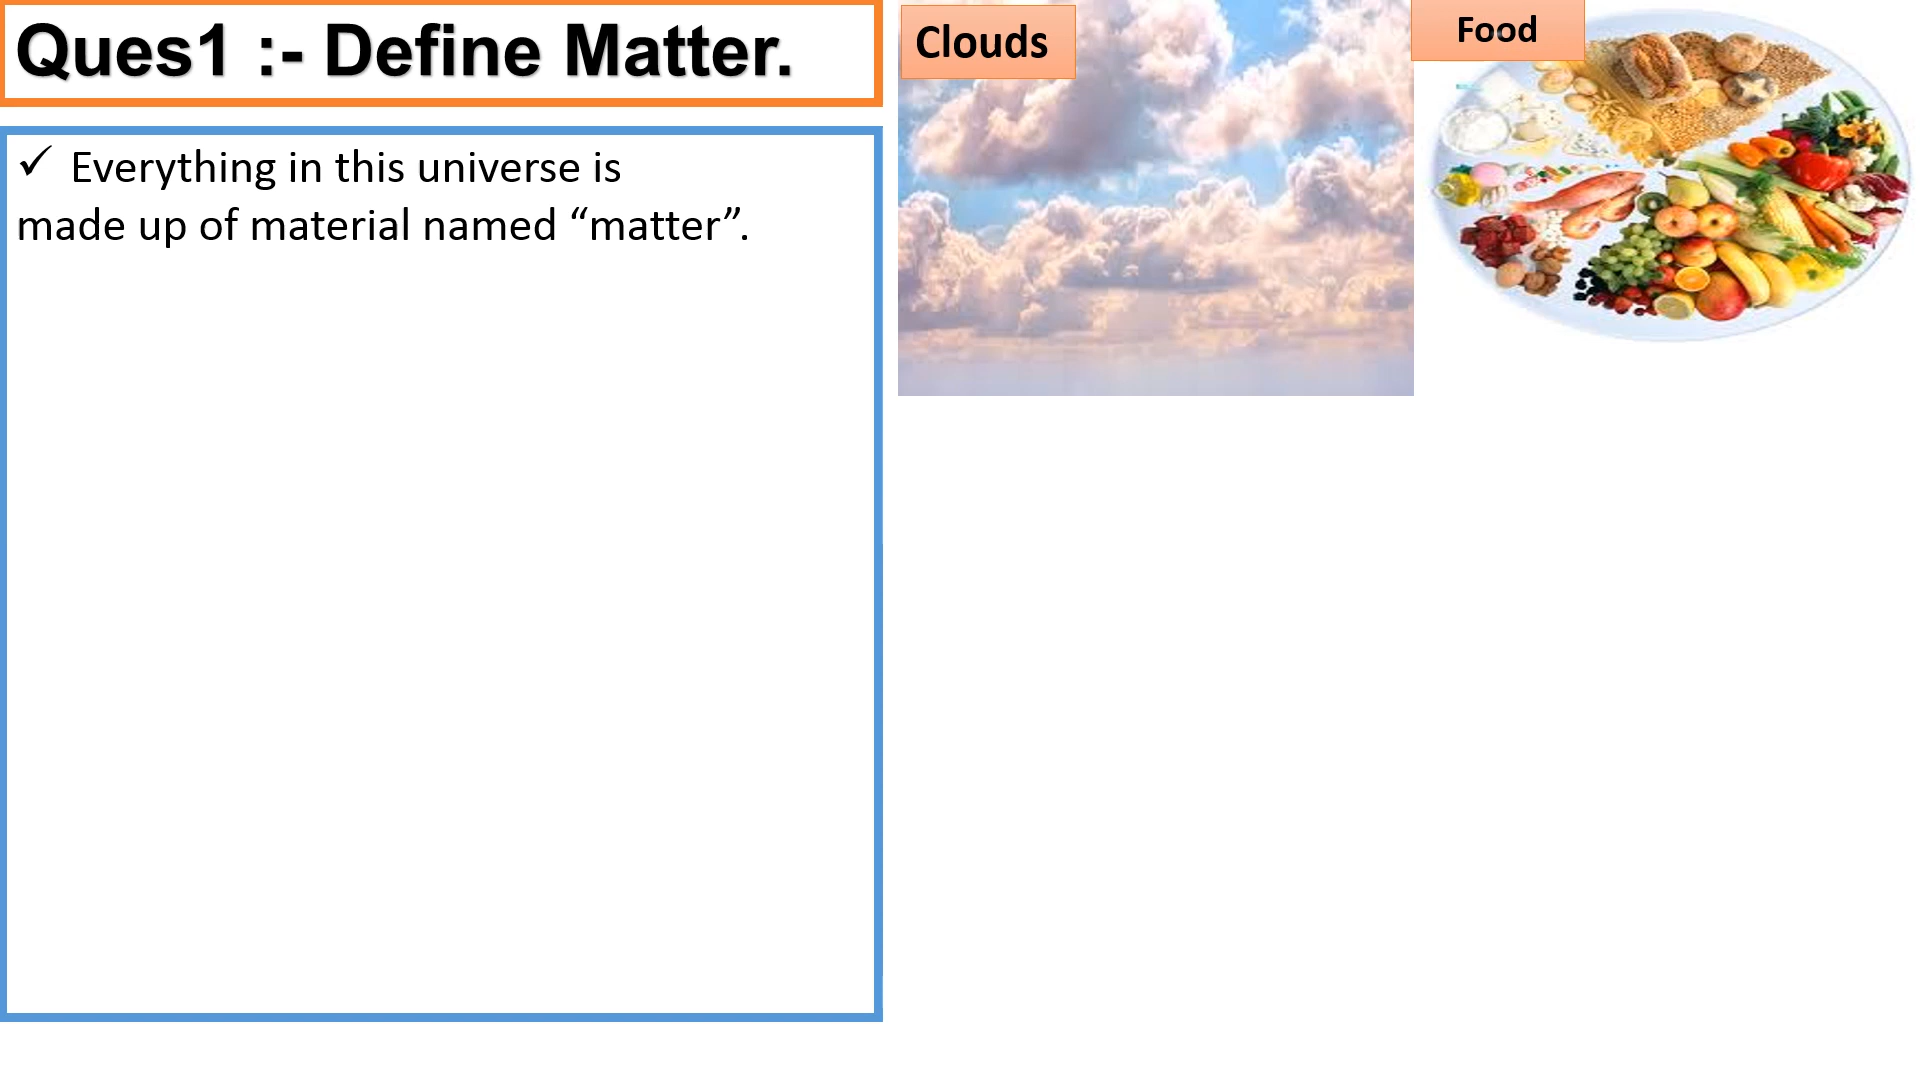 Ques1 :- Define Matter.
✓ Everything in this universe is
made up of material named “matter”.
Clouds
Food